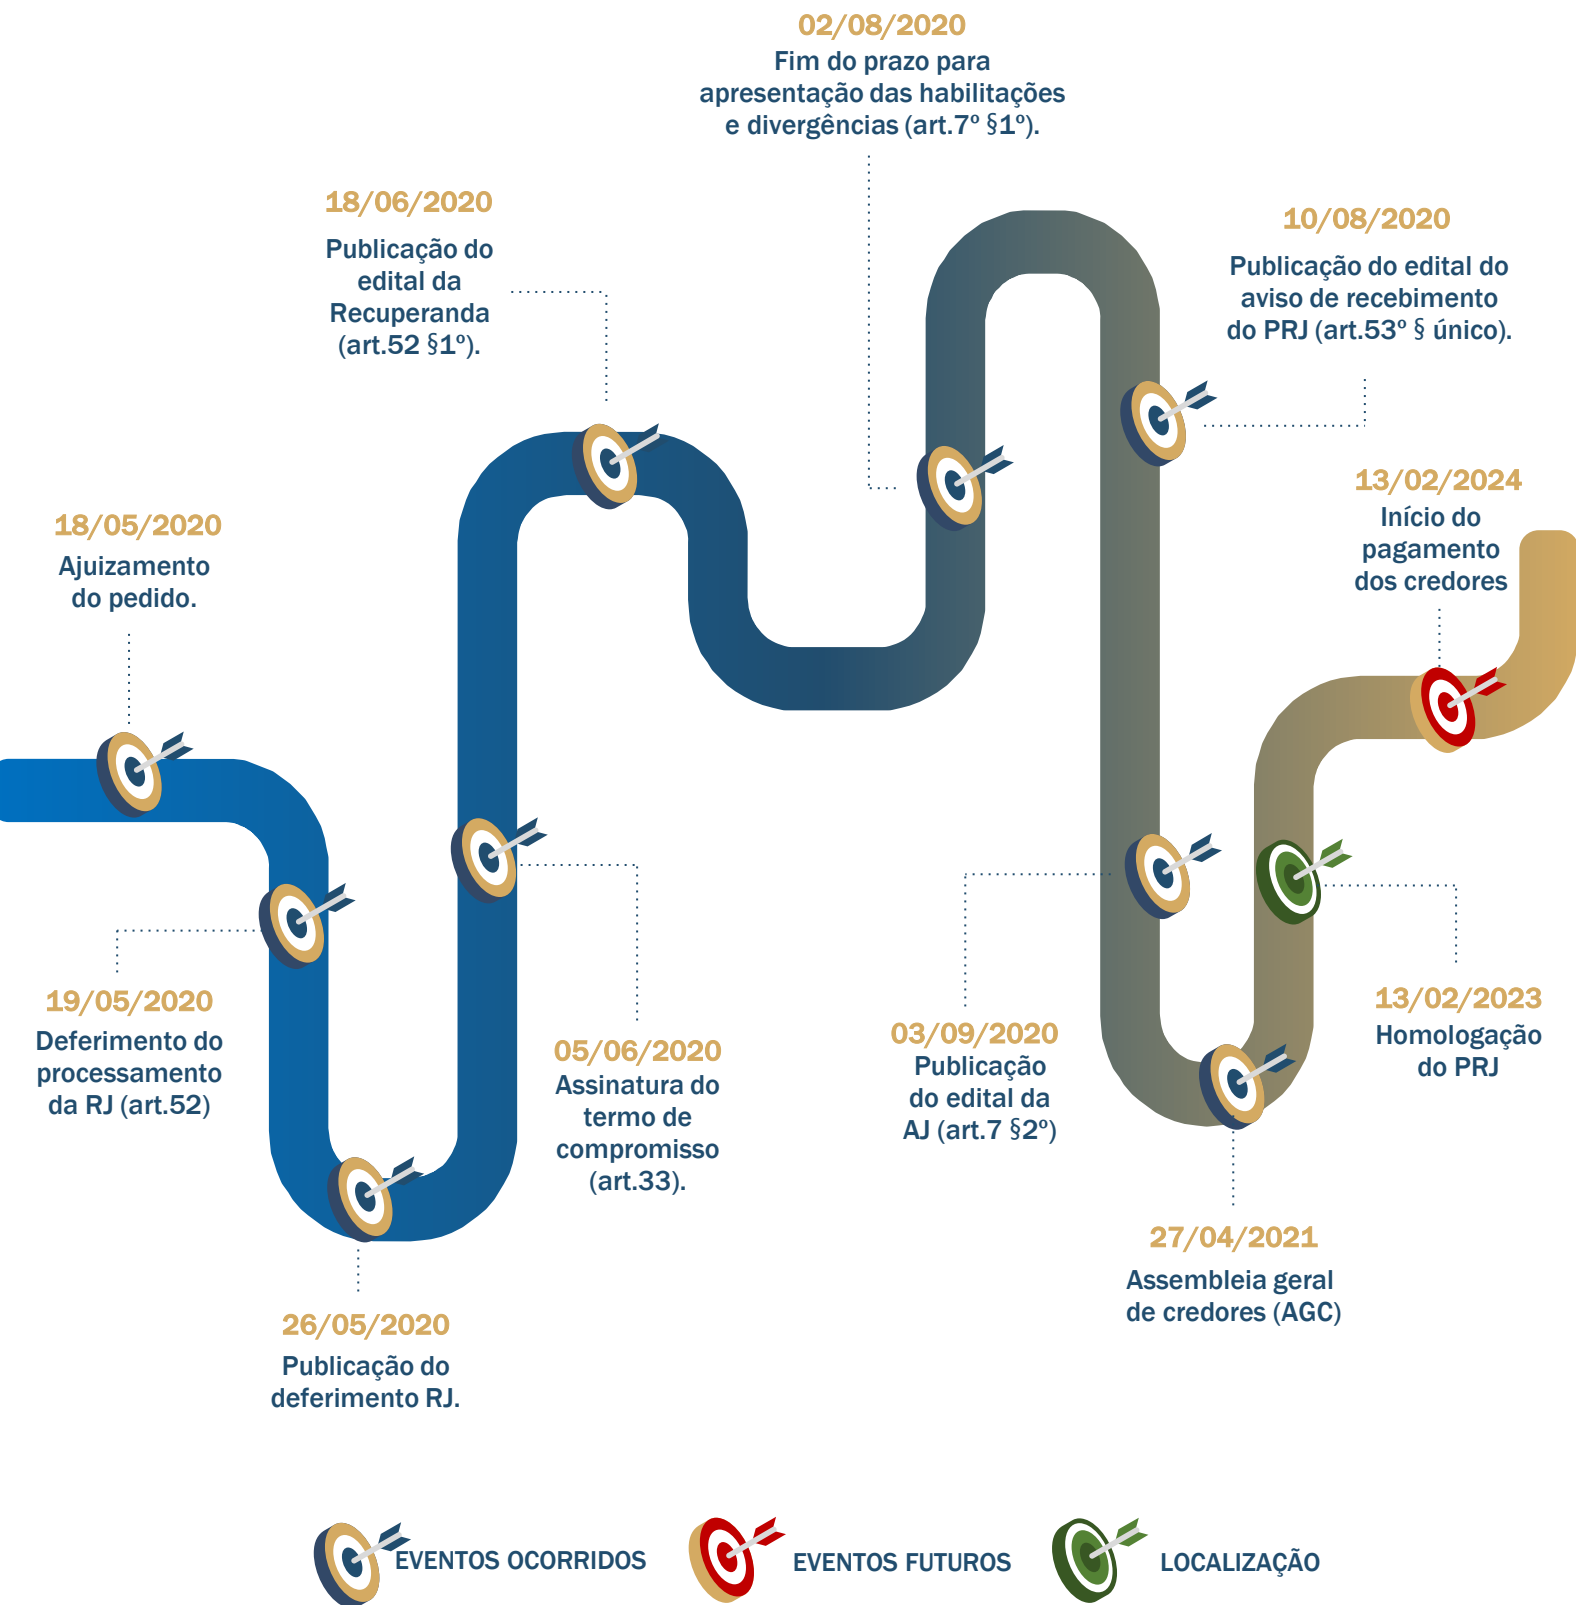 02/08/2020
Fim do prazo para
apresentação das habilitações
e divergências (art.7º §1º).
18/06/2020
Publicação do
edital da
Recuperanda
(art.52 §1º).
10/08/2020
Publicação do edital do
aviso de recebimento
do PRJ (art.53º § único).
13/02/2024
Início do
pagamento
dos credores
18/05/2020
Ajuizamento
do pedido.
19/05/2020
Deferimento do
processamento
da RJ (art.52)
05/06/2020
Assinatura do
termo de
compromisso
(art.33).
03/09/2020
Publicação
do edital da
AJ (art.7 §2º)
13/02/2023
Homologação
do PRJ
27/04/2021
Assembleia geral
de credores (AGC)
26/05/2020
Publicação do
deferimento RJ.
EVENTOS OCORRIDOS
EVENTOS FUTUROS
LOCALIZAÇÃO